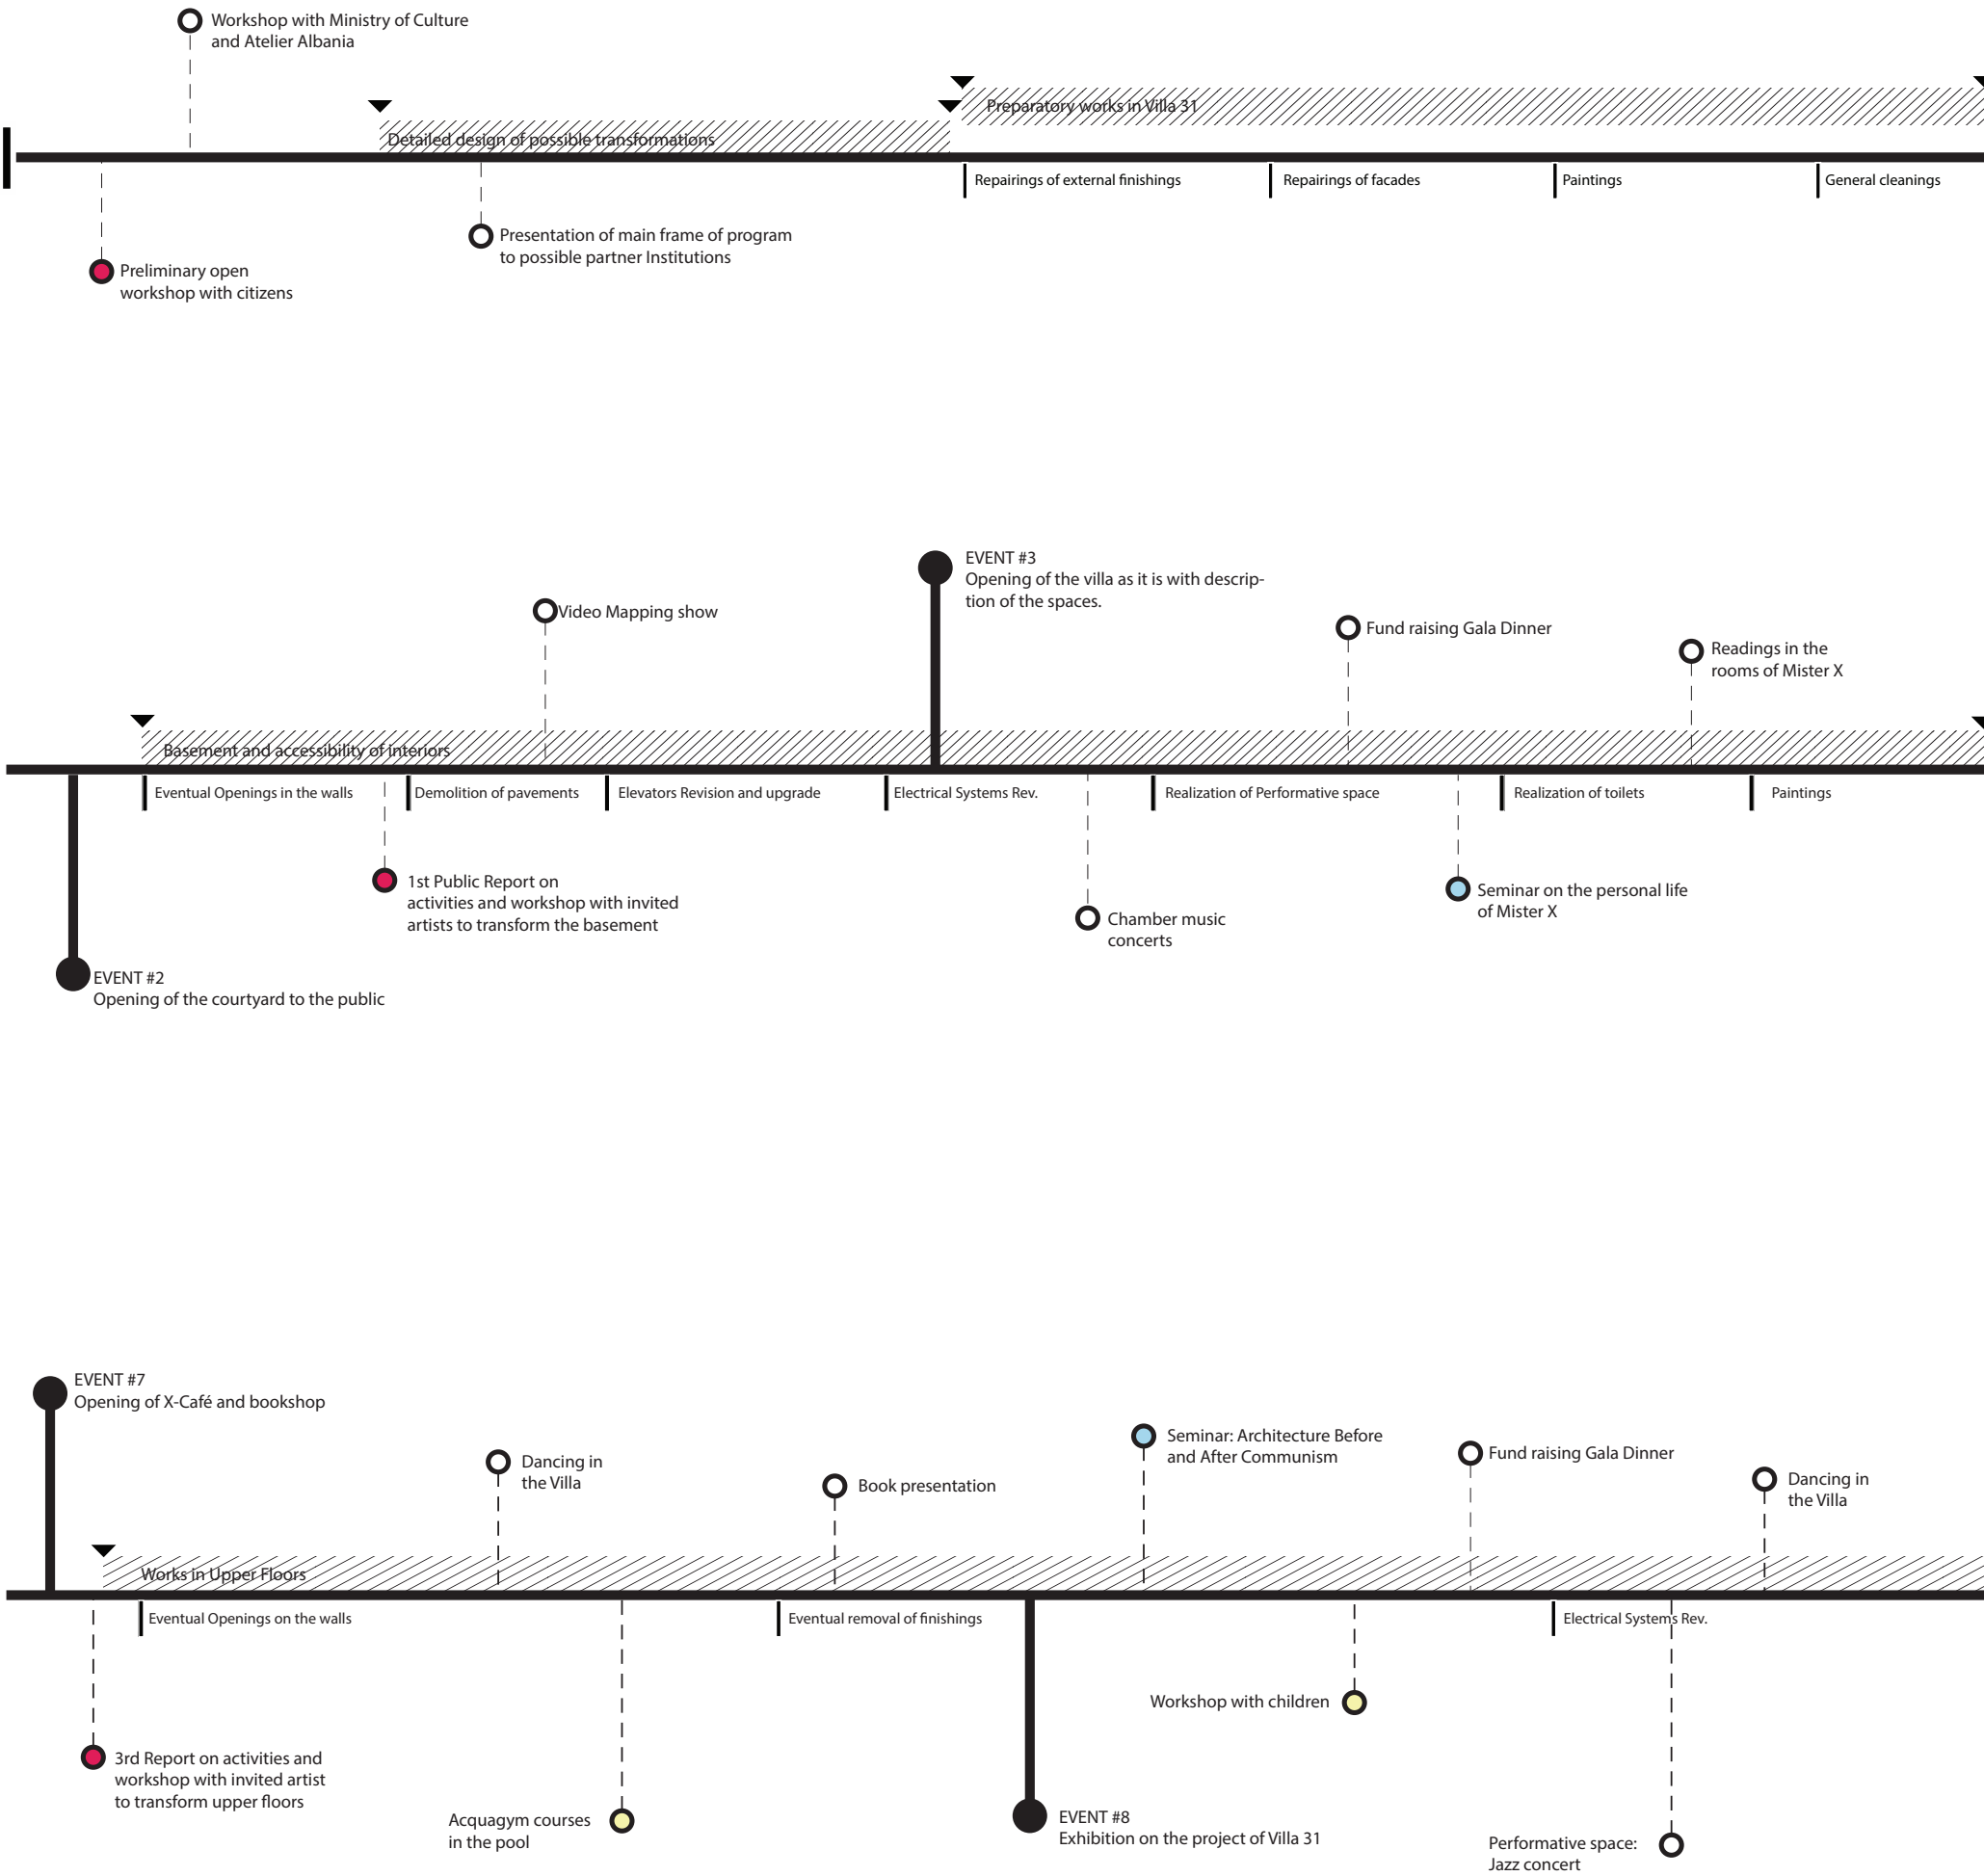 Workshop with Ministry of Culture
and Atelier Albania
Preparatory works in Villa 31
Detailed design of possible transformations
Repairings of external finishings
Repairings of facades
Paintings
General cleanings
Presentation of main frame of program
to possible partner Institutions
Preliminary open
workshop with citizens
EVENT #3
Opening of the villa as it is with descrip-
tion of the spaces.
Video Mapping show
Fund raising Gala Dinner
Readings in the
rooms of Mister X
Basement and accessibility of interiors
Eventual Openings in the walls
Demolition of pavements
Elevators Revision and upgrade
Electrical Systems Rev.
Realization of Performative space
Realization of toilets
Paintings
1st Public Report on
activities and workshop with invited
artists to transform the basement
Seminar on the personal life
of Mister X
Chamber music
concerts
EVENT #2
Opening of the courtyard to the public
EVENT #7
Opening of X-Café and bookshop
Dancing in
the Villa
Book presentation
Seminar: Architecture Before
and After Communism
Fund raising Gala Dinner
Dancing in
the Villa
Works in Upper Floors
Eventual Openings on the walls
Eventual removal of finishings
Electrical Systems Rev.
Workshop with children
3rd Report on activities and
workshop with invited artist
to transform upper floors
Acquagym courses
in the pool
EVENT #8
Exhibition on the project of Villa 31
Performative space:
Jazz concert